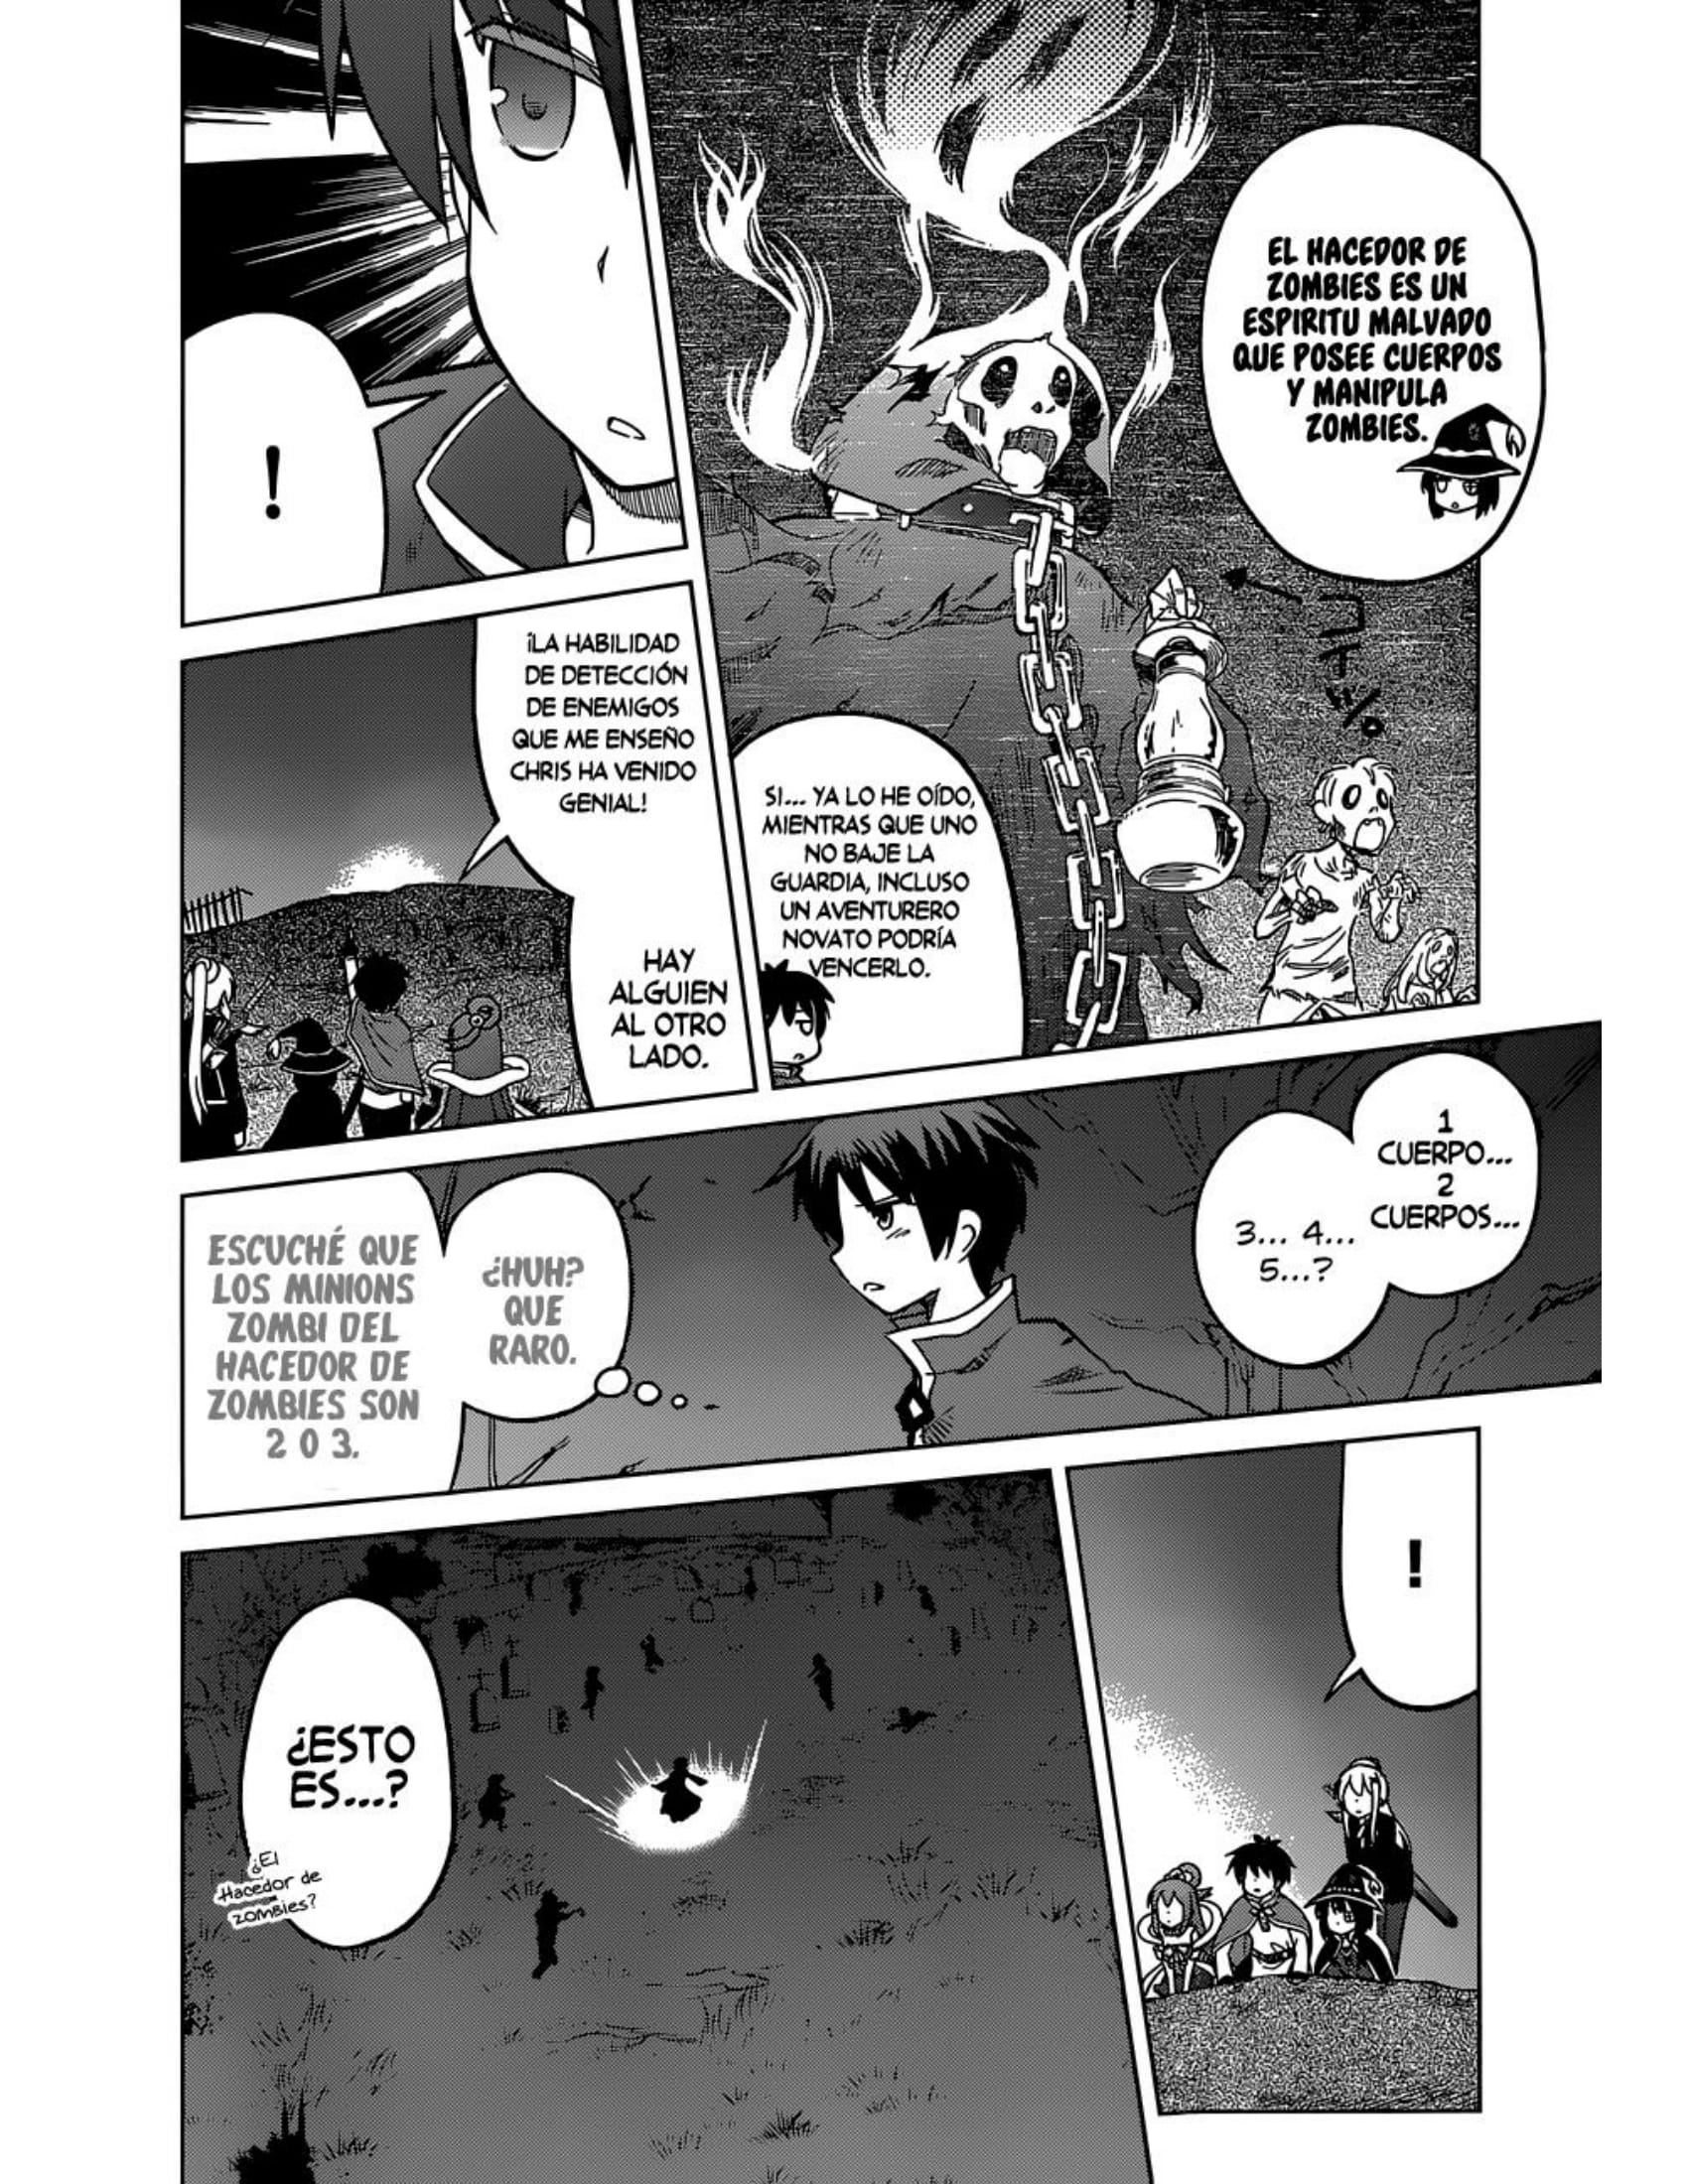 EL HACEDOR DE
ZOMBIES ES UN
ESPIRITU MALVADO
QUE POSEE CUERPOS
Y MANIPULA
ZOMBIES.
コイツ。
SI... YA LO HE OÍDO,
MIENTRAS QUE UNO
NO BAJE LA
GUARDIA, INCLUSO
UN AVENTURERO
NOVATO PODRÍA
VENCERLO.
!
¡LA HABILIDAD
DE DETECCIÓN
DE ENEMIGOS
QUE ME ENSEÑO
CHRIS HA VENIDO
GENIAL!
HAY
ALGUIEN
AL OTRO
LADO.
1
CUERPO...
2
CUERPOS...
3... 4...
5...?
¿HUH?
QUE
RARO.
ESCUCHÉ QUE
LOS MINIONS
ZOMBI DEL
HACEDOR DE
ZOMBIES SON
2 O 3.
!
¿ESTO
ES...?
¿El
Hacedor de
zombies?